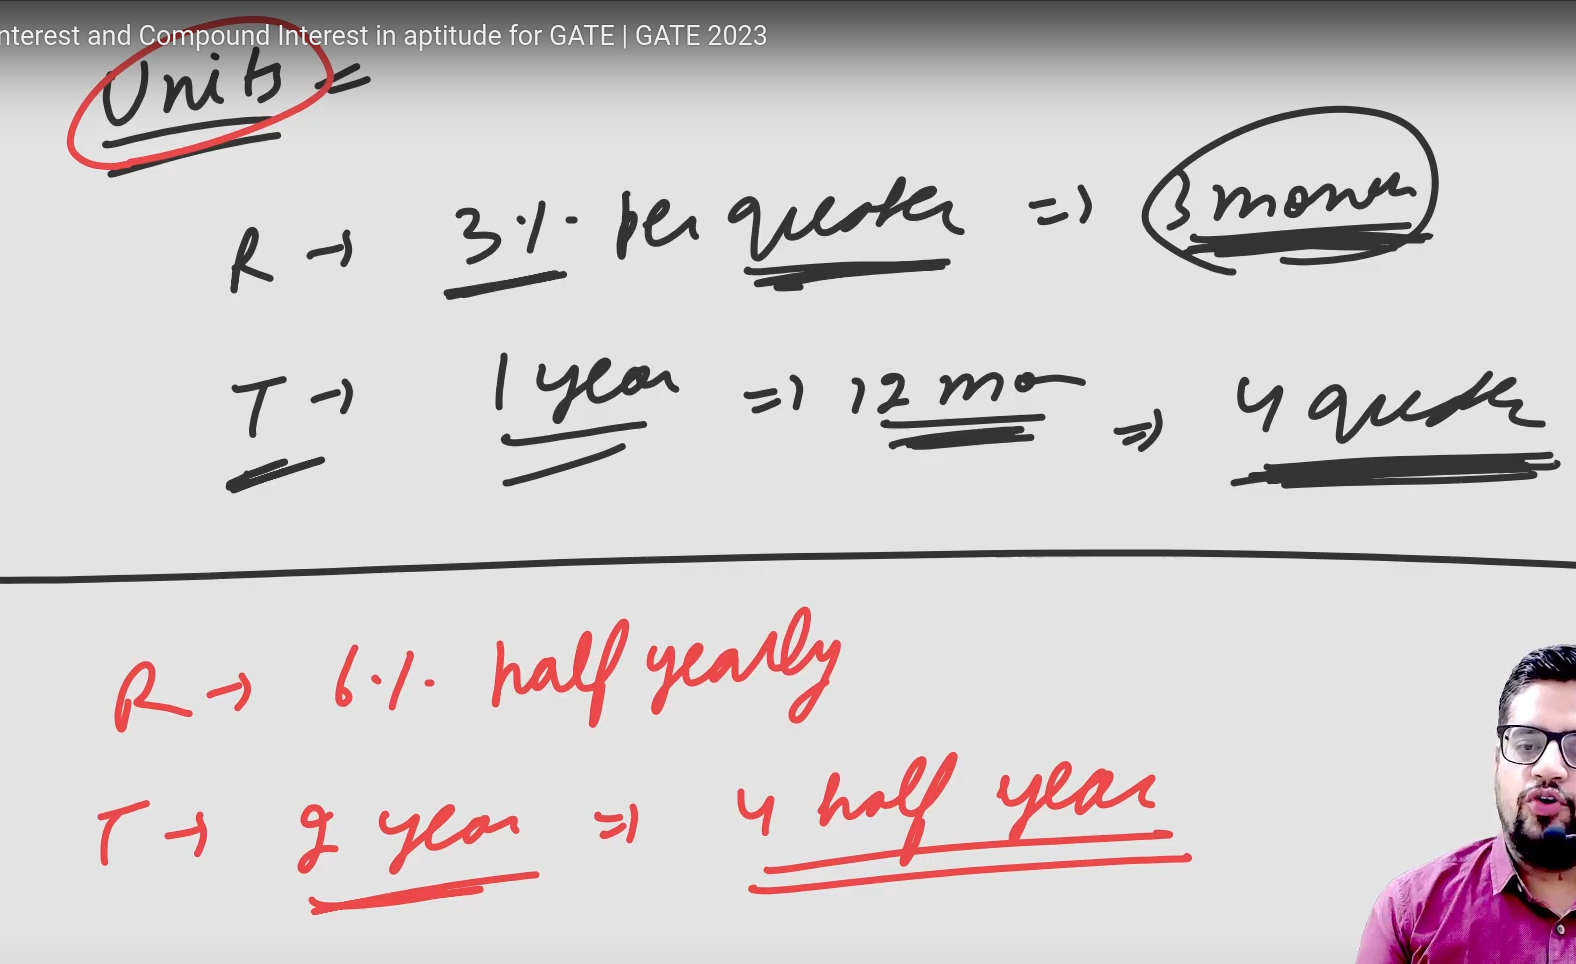 nterest and Compound Interest in aptitude for GATE | GATE 2023
Units =
R → 3 % per quarter => 3 month
T → 1 year => 12 mo => 4 quarter
R → 6 % half yearly
T → 2 year => 4 half year